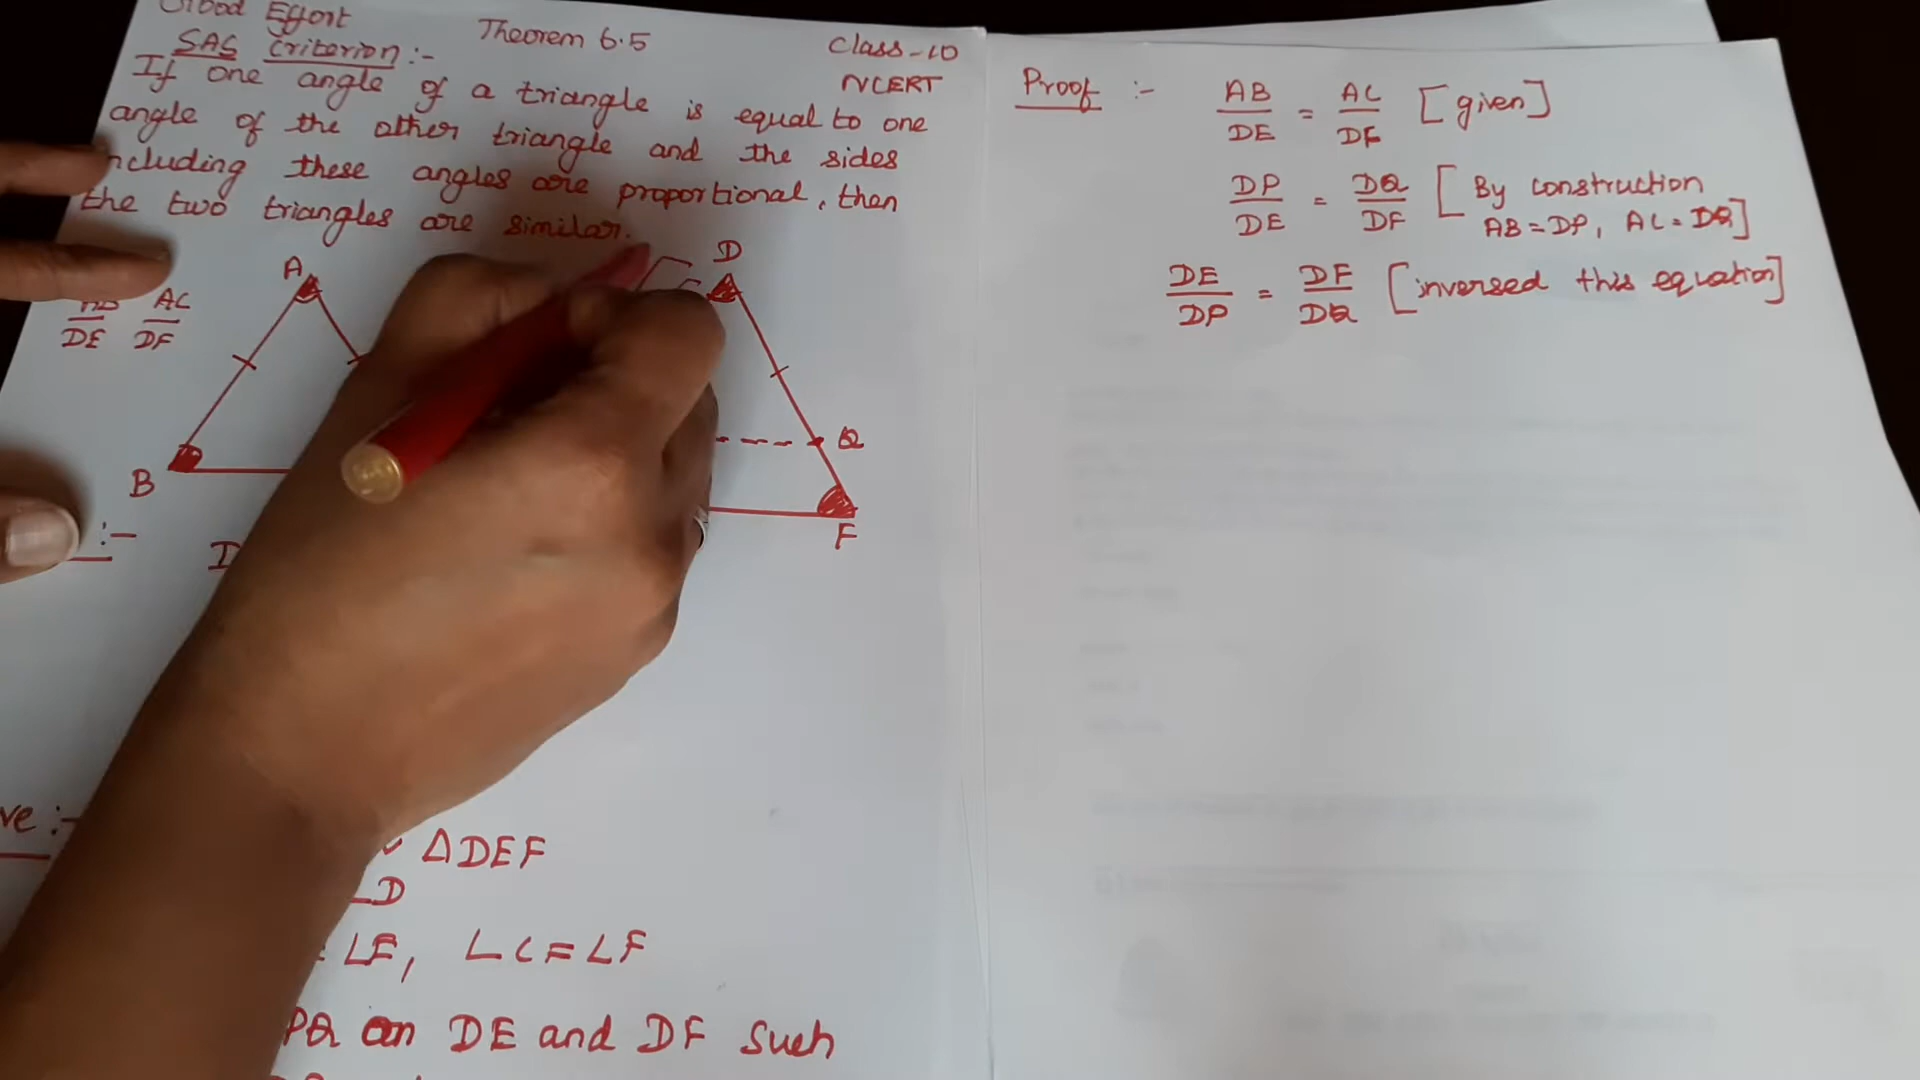 Good Effort
Theorem 6.5
Class-10
NCERT
SAS Criterion:-
If one angle of a triangle is equal to one
angle of the other triangle and the sides
including these angles are proportional, then
the two triangles are similar.
A
D
AC
DE DF
Q
B
F
:-
ve :-
~ ΔDEF
∠D
∠E, ∠C=∠F
PQ on DE and DF such
Proof :- AB/DE = AC/DF [given]
DP/DE = DQ/DF [By construction
AB=DP, AC=DQ]
DE/DP = DF/DQ [inversed this equation]